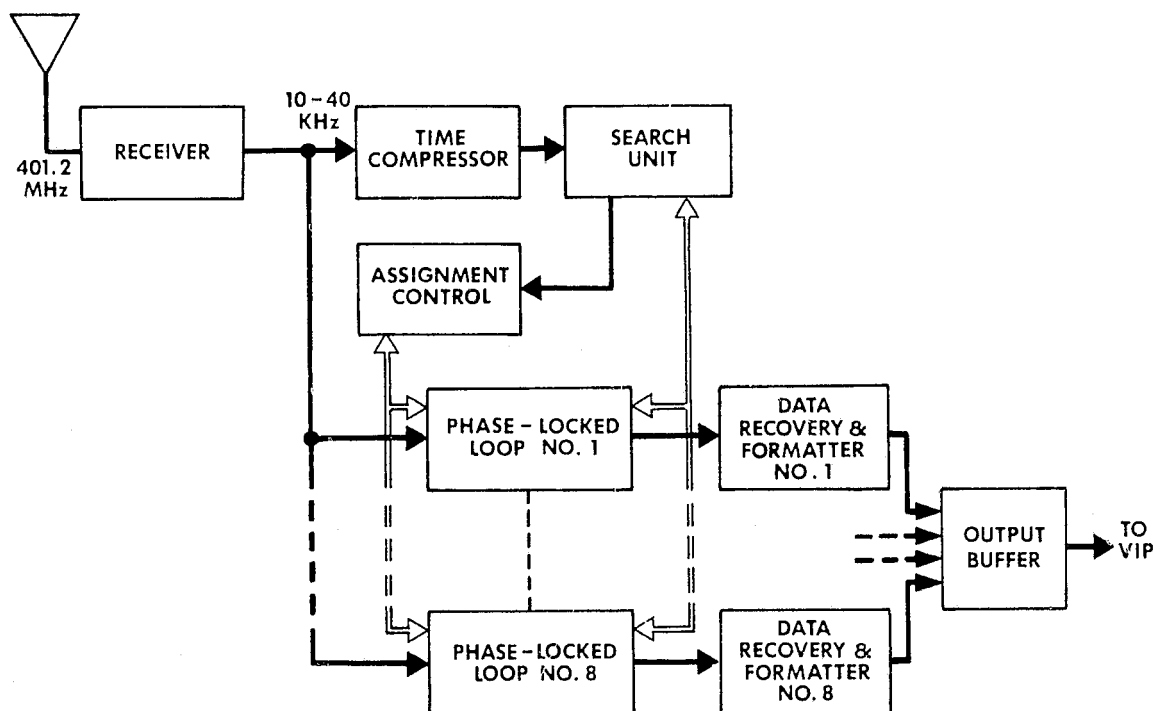 10-40
KHz
RECEIVER
TIME
COMPRESSOR
SEARCH
UNIT
401.2
MHz
ASSIGNMENT
CONTROL
PHASE-LOCKED
LOOP NO. 1
DATA
RECOVERY &
FORMATTER
NO. 1
OUTPUT
BUFFER
TO
VIP
PHASE-LOCKED
LOOP NO. 8
DATA
RECOVERY &
FORMATTER
NO. 8